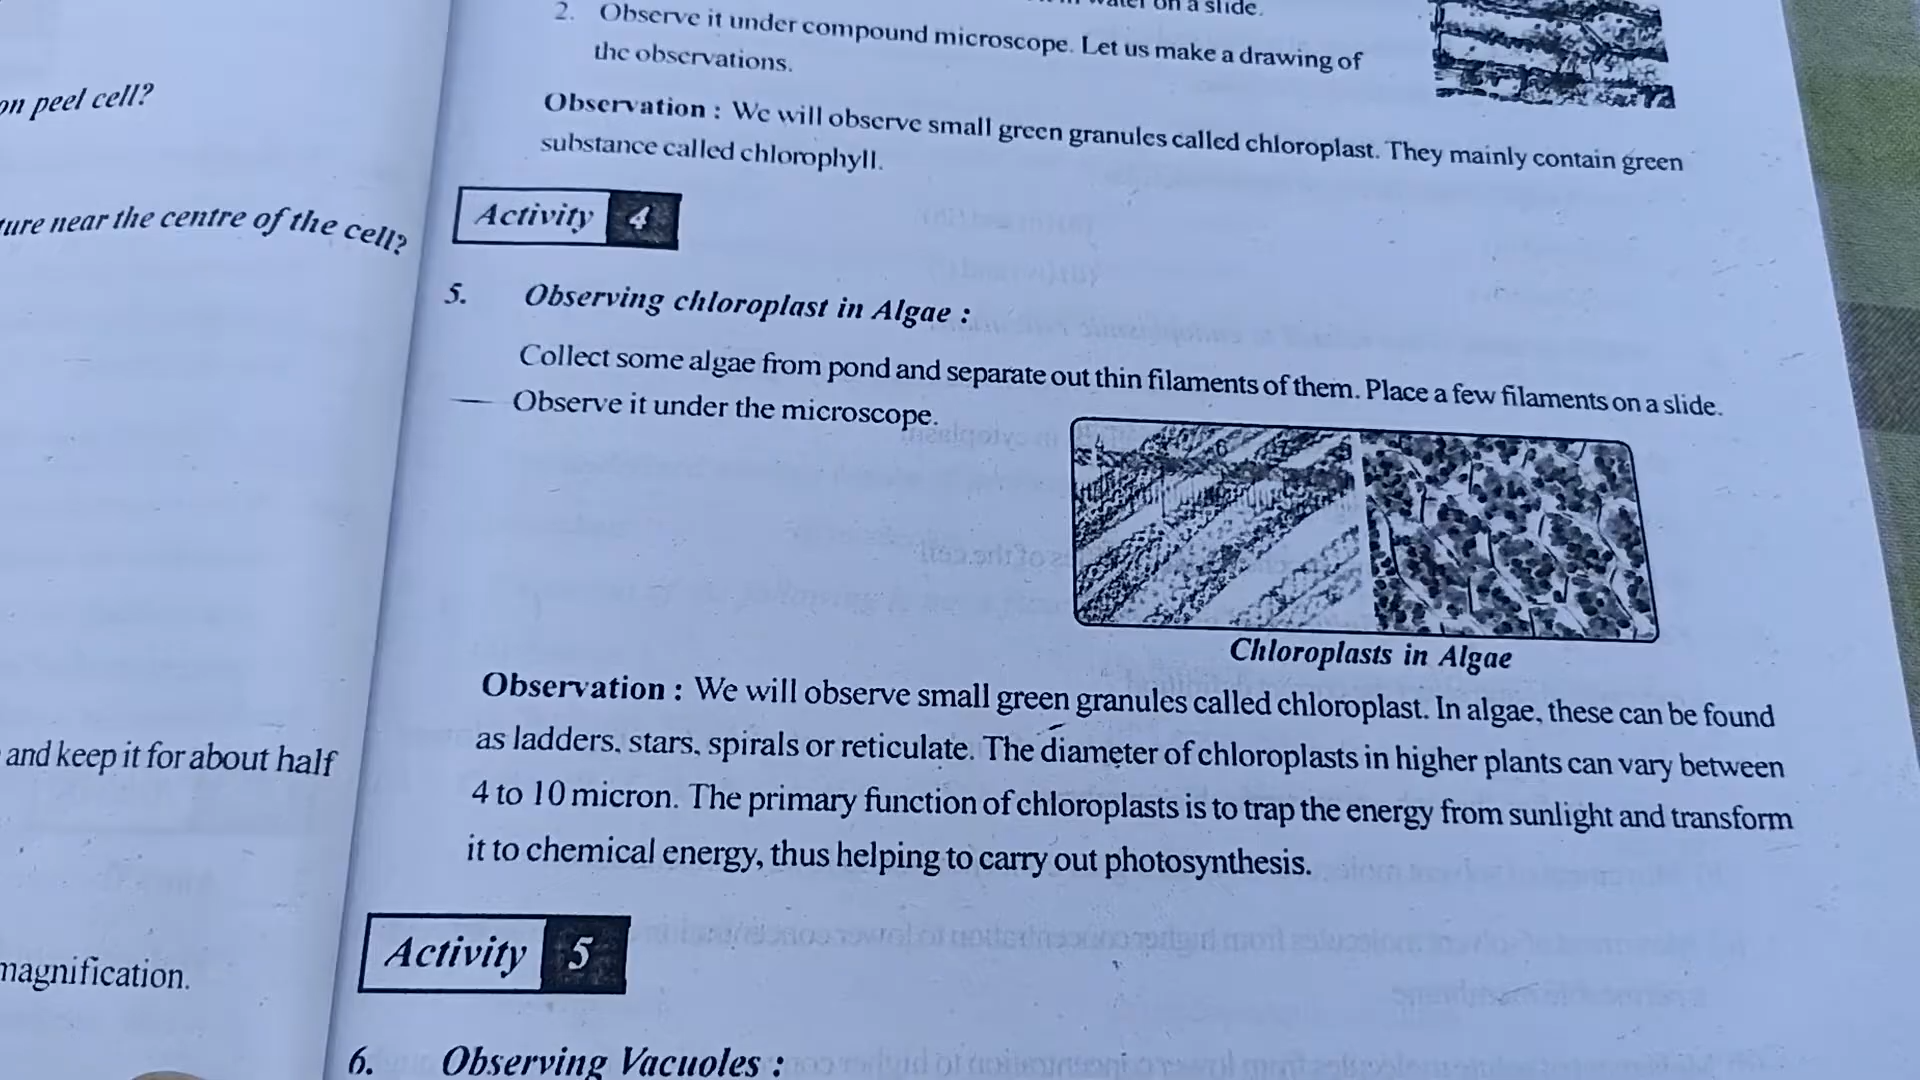 on a slide.
2. Observe it under compound microscope. Let us make a drawing of
the observations.
Observation : We will observe small green granules called chloroplast. They mainly contain green
substance called chlorophyll.
Activity 4
5. Observing chloroplast in Algae :
Collect some algae from pond and separate out thin filaments of them. Place a few filaments on a slide.
Observe it under the microscope.
Chloroplasts in Algae
Observation : We will observe small green granules called chloroplast. In algae, these can be found
as ladders, stars, spirals or reticulate. The diameter of chloroplasts in higher plants can vary between
4 to 10 micron. The primary function of chloroplasts is to trap the energy from sunlight and transform
it to chemical energy, thus helping to carry out photosynthesis.
Activity 5
6. Observing Vacuoles :
peel cell?
near the centre of the cell?
and keep it for about half
magnification.